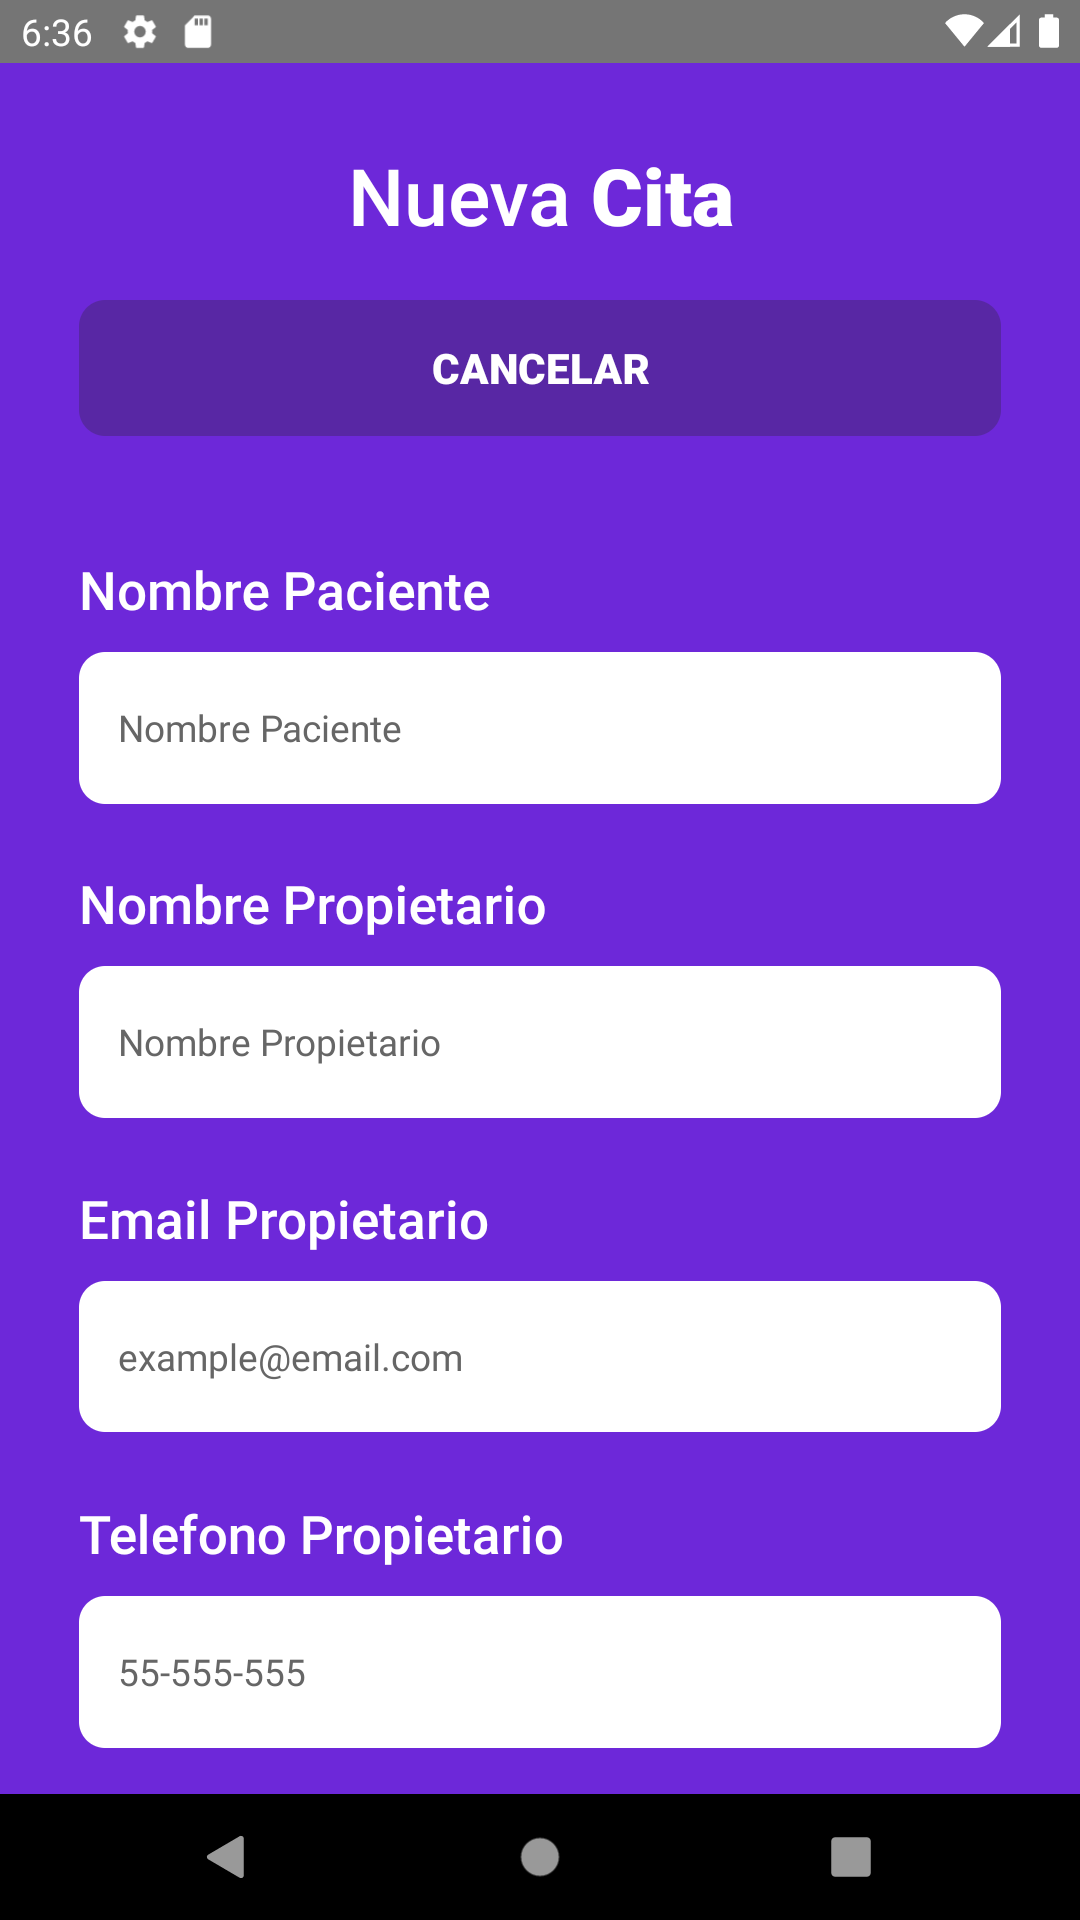 6:36
Nueva Cita
CANCELAR
Nombre Paciente
Nombre Paciente
Nombre Propietario
Nombre Propietario
Email Propietario
example@email.com
Telefono Propietario
55-555-555